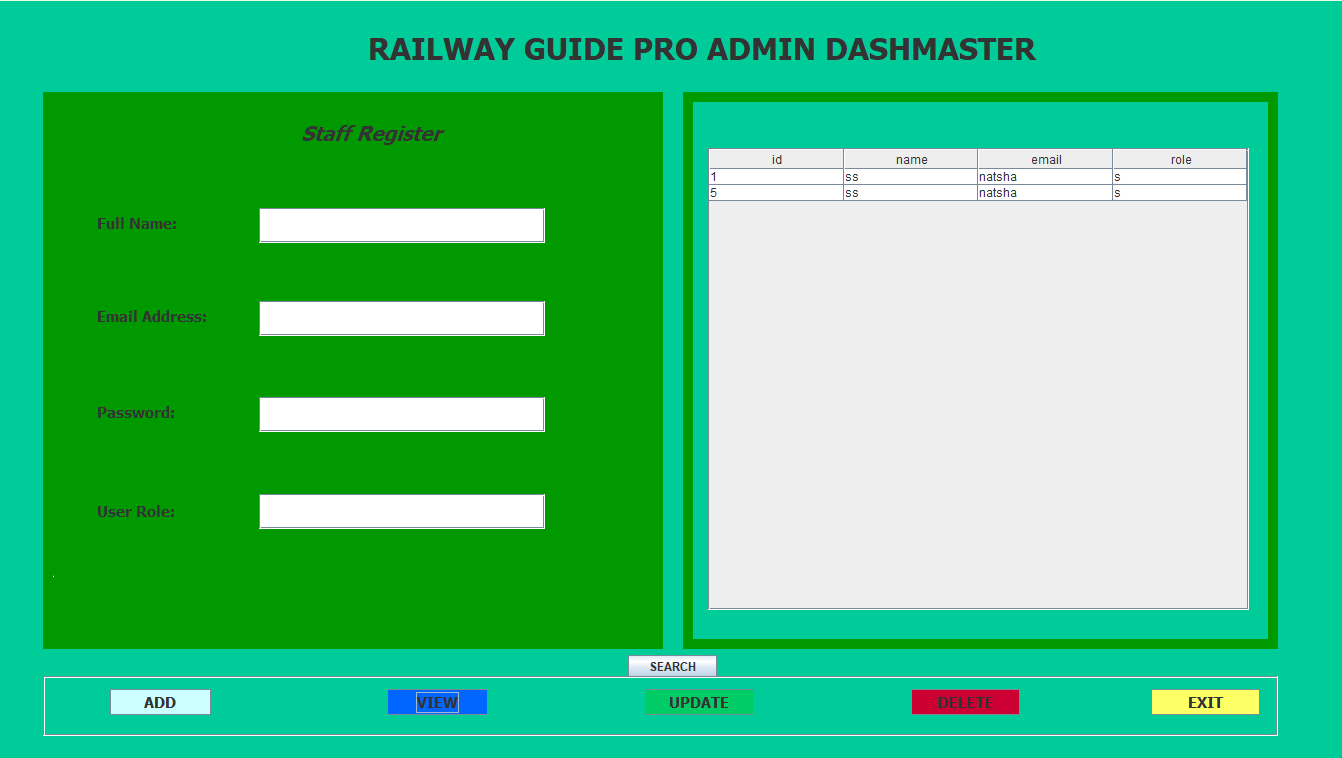 RAILWAY GUIDE PRO ADMIN DASHMASTER
Staff Register
Full Name:
Email Address:
Password:
User Role:
id name email role
1 ss natsha s
5 ss natsha s
SEARCH
ADD VIEW UPDATE DELETE EXIT